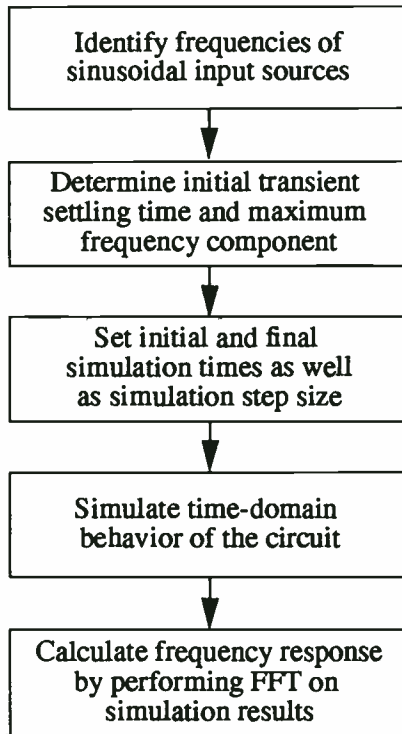 Identify frequencies of
sinusoidal input sources
Determine initial transient
settling time and maximum
frequency component
Set initial and final
simulation times as well
as simulation step size
Simulate time-domain
behavior of the circuit
Calculate frequency response
by performing FFT on
simulation results